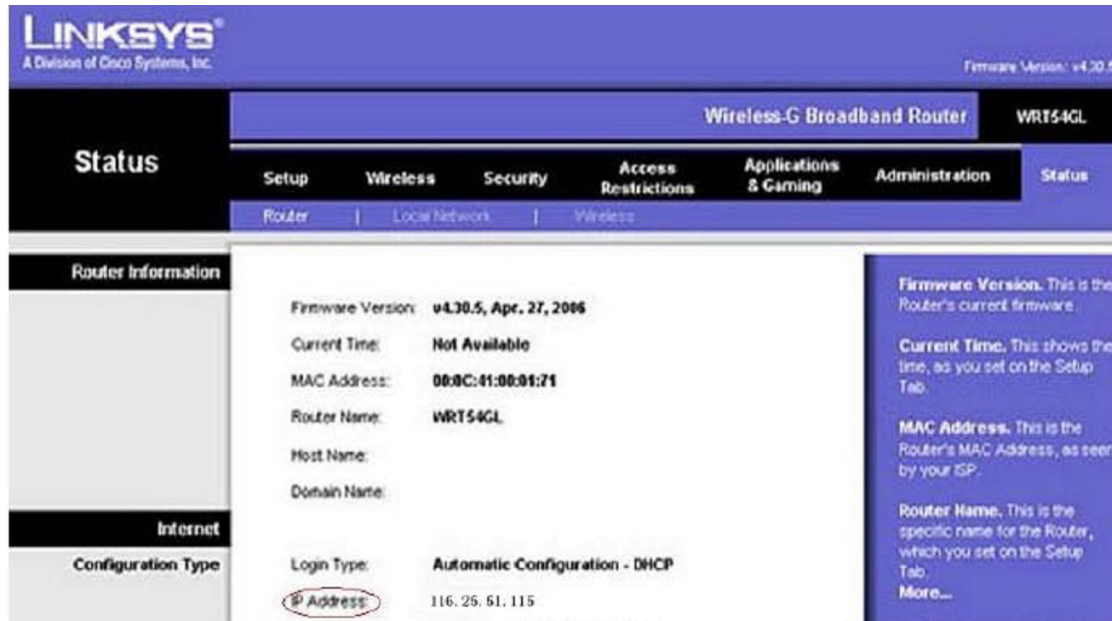 LINKSYS®
A Division of Cisco Systems, Inc.
Firmware Version: v4.30.5
Wireless-G Broadband Router WRT54GL
Status
Setup Wireless Security Access Restrictions Applications & Gaming Administration Status
Router | Local Network | Wireless
Router Information
Firmware Version: v4.30.5, Apr. 27, 2006
Current Time: Not Available
MAC Address: 00:0C:41:00:01:71
Router Name: WRT54GL
Host Name:
Domain Name:
Internet
Configuration Type
Login Type: Automatic Configuration - DHCP
IP Address: 116.25.51.115
Firmware Version. This is the
Router's current firmware.
Current Time. This shows the
time, as you set on the Setup
Tab.
MAC Address. This is the
Router's MAC Address, as seen
by your ISP.
Router Name. This is the
specific name for the Router,
which you set on the Setup
Tab.
More...